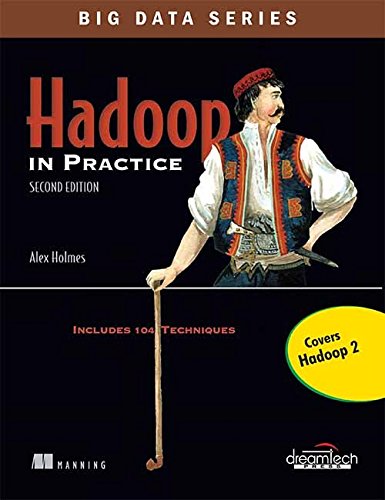 BIG DATA SERIES
Hadoop
IN PRACTICE
SECOND EDITION
Alex Holmes
INCLUDES 104 TECHNIQUES
Covers
Hadoop 2
MANNING
dreamtech
PRESS